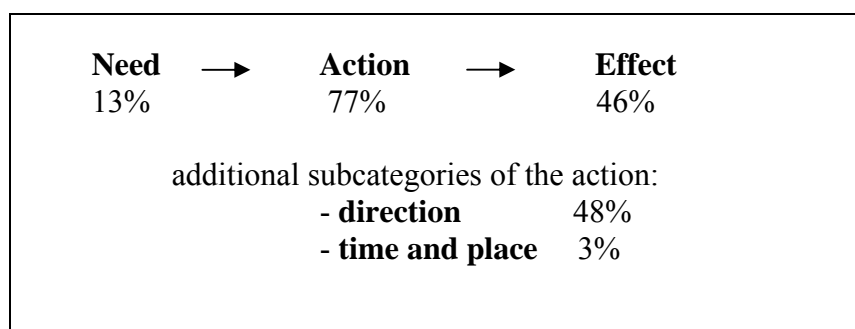 Need → Action → Effect
13% 77% 46%
additional subcategories of the action:
- direction 48%
- time and place 3%